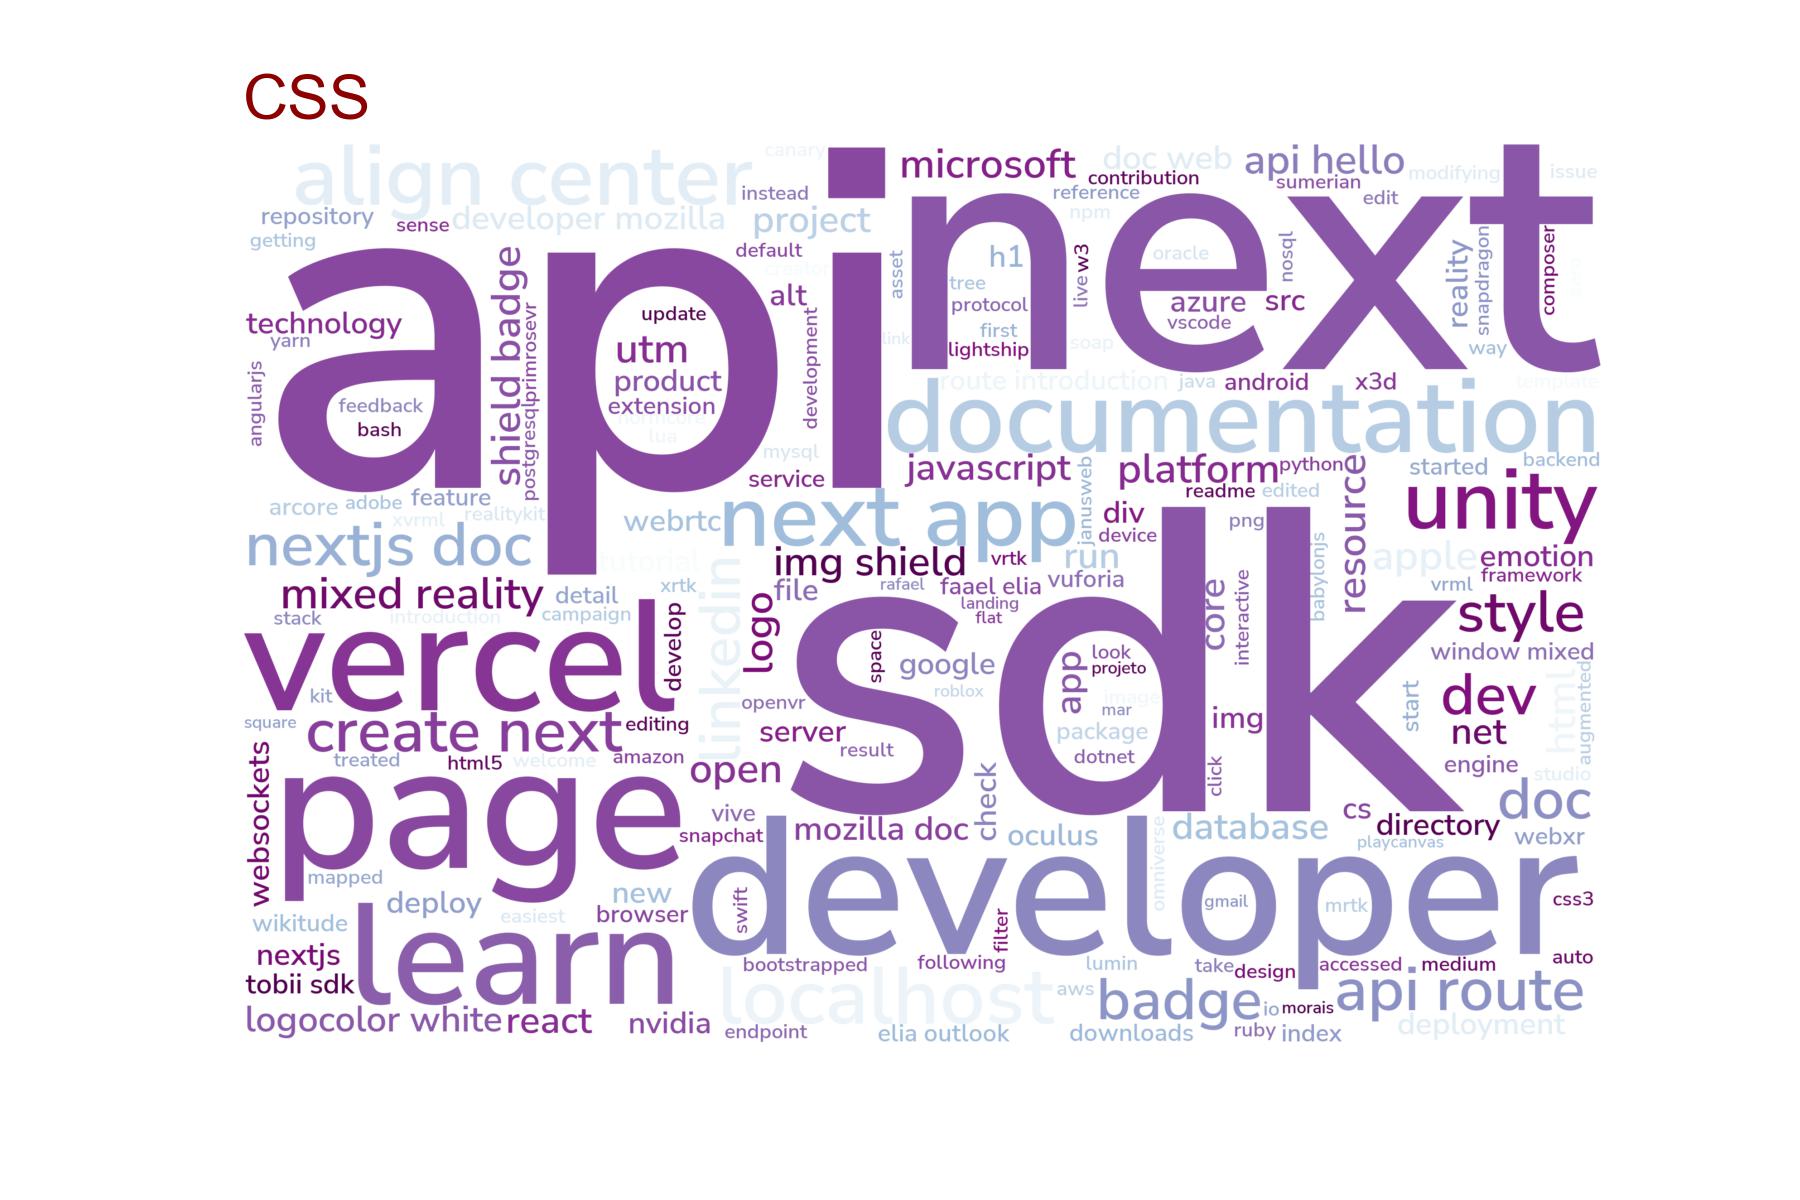 CSS
align center
canary
microsoft
doc web
api hello
modifying
issue
contribution
sumerian
instead
reference
edit
repository
sense
developer mozilla
project
npm
getting
default
creator
asset
h1
live
w3
oracle
nosql
reality
snapdragon
composer
api
next
shield badge
postgresqlprimrosevr
tree
protocol
azure
src
vscode
alt
development
update
technology
yarn
utm
first
link
lightship
soap
way
angularjs
product
extension
feedback
bash
normcore
lua
route introduction
java
android
x3d
template
documentation
mysql
service
javascript
janusweb
platform
python
resource
started
backend
readme
edited
unity
arcore
adobe
feature
xvrml
realitykit
webrtc
next app
div
device
png
babylonjs
nextjs doc
tutorial
img shield
vrtk
run
apple
emotion
framework
mixed reality
detail
xrtk
file
rafael
faael elia
vuforia
vrml
stack
introduction
campaign
landing
flat
core
interactive
style
vercel
develop
linkedin
logo
space
google
roblox
sdk
app
look
projeto
image
mar
package
dotnet
img
click
window mixed
kit
openvr
start
dev
html
augmented
square
create next
editing
server
result
net
websockets
treated
html5
welcome
amazon
open
engine
studio
page
vive
snapchat
mozilla doc
check
oculus
omniverse
database
cs
directory
doc
webxr
playcanvas
mapped
deploy
new
developer
swift
filter
gmail
mrtk
css3
wikitude
easiest
browser
nextjs
learn
bootstrapped
following
lumin
take
design
accessed
medium
auto
tobii sdk
localhost
aws
badge
io
morais
api route
logocolor white
react
nvidia
endpoint
elia outlook
downloads
ruby
index
deployment